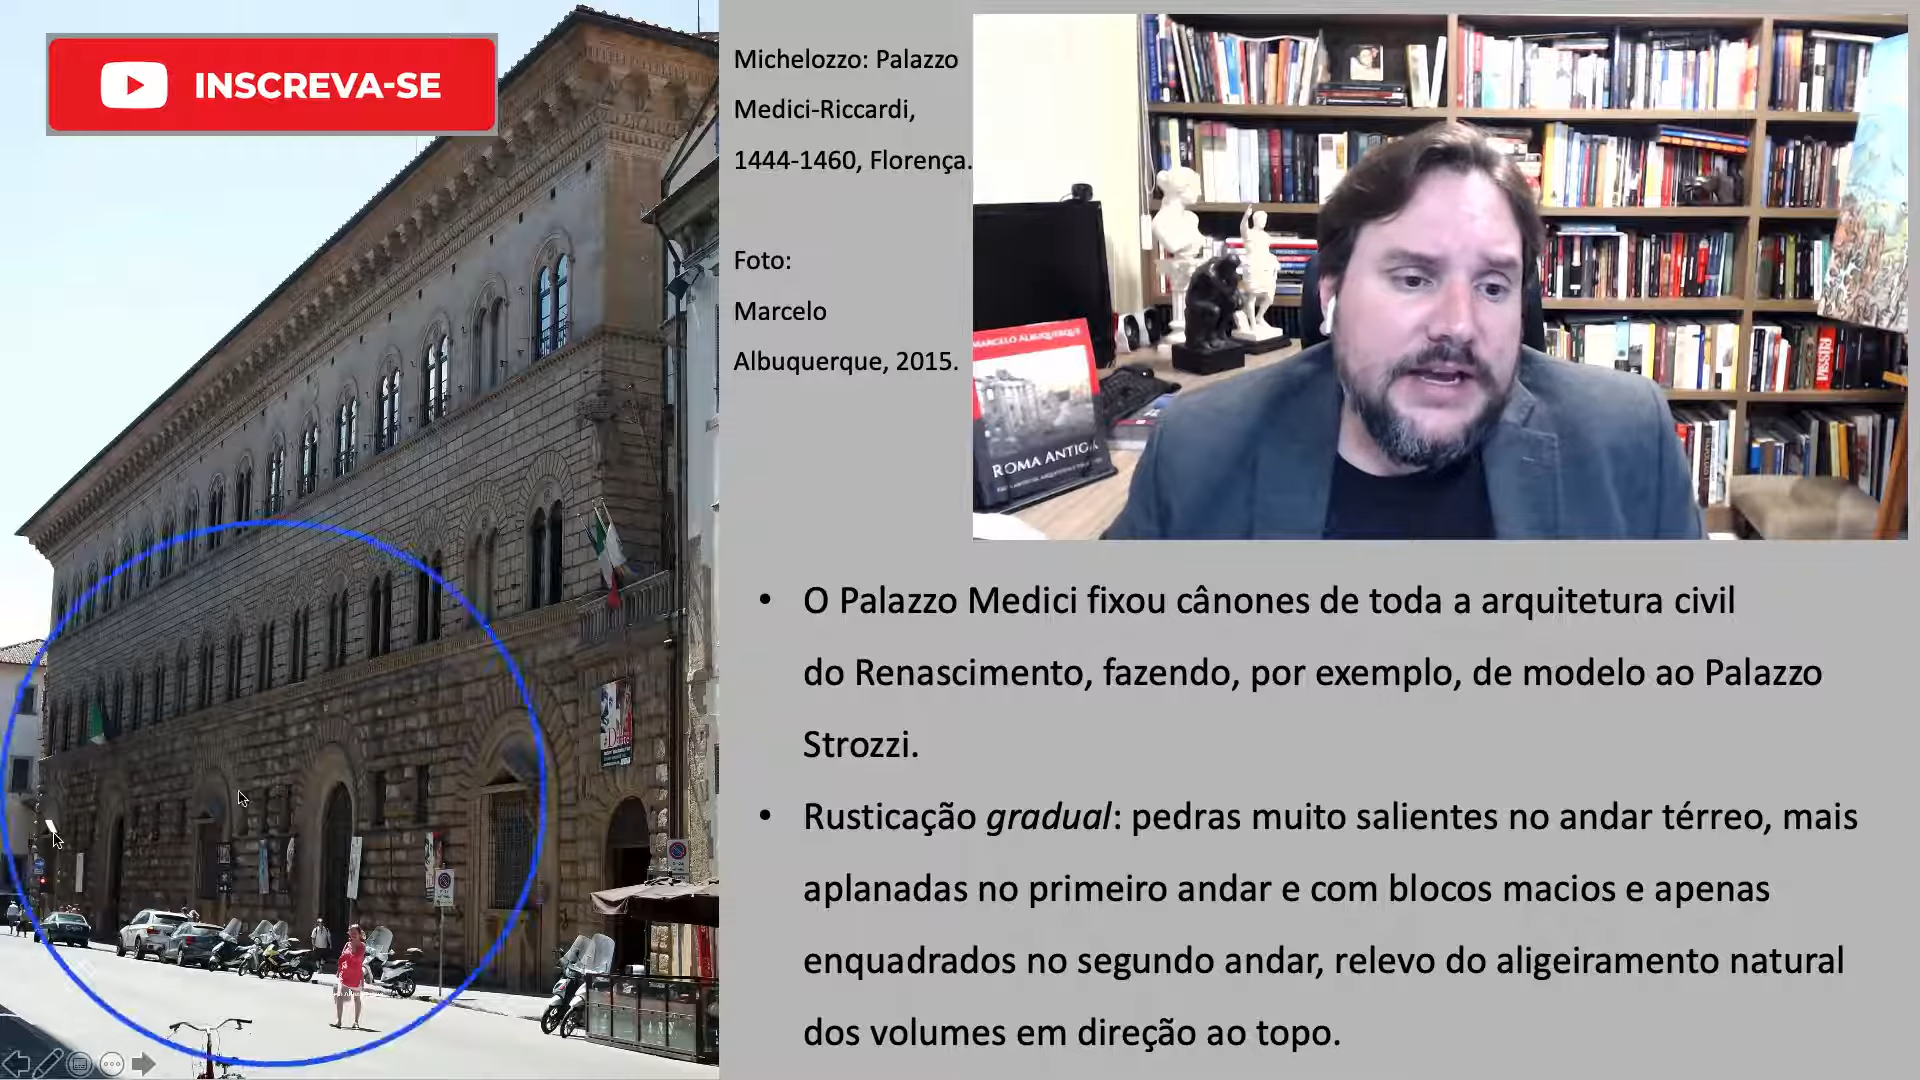 INSCREVA-SE
Michelozzo: Palazzo
Medici-Riccardi,
1444-1460, Florença.
Foto:
Marcelo
Albuquerque, 2015.
MARCELO ALBUQUERQUE
ROMA ANTIGA
RÚSSIA
O Palazzo Medici fixou cânones de toda a arquitetura civil
do Renascimento, fazendo, por exemplo, de modelo ao Palazzo
Strozzi.
Rusticação gradual: pedras muito salientes no andar térreo, mais
aplanadas no primeiro andar e com blocos macios e apenas
enquadrados no segundo andar, relevo do aligeiramento natural
dos volumes em direção ao topo.